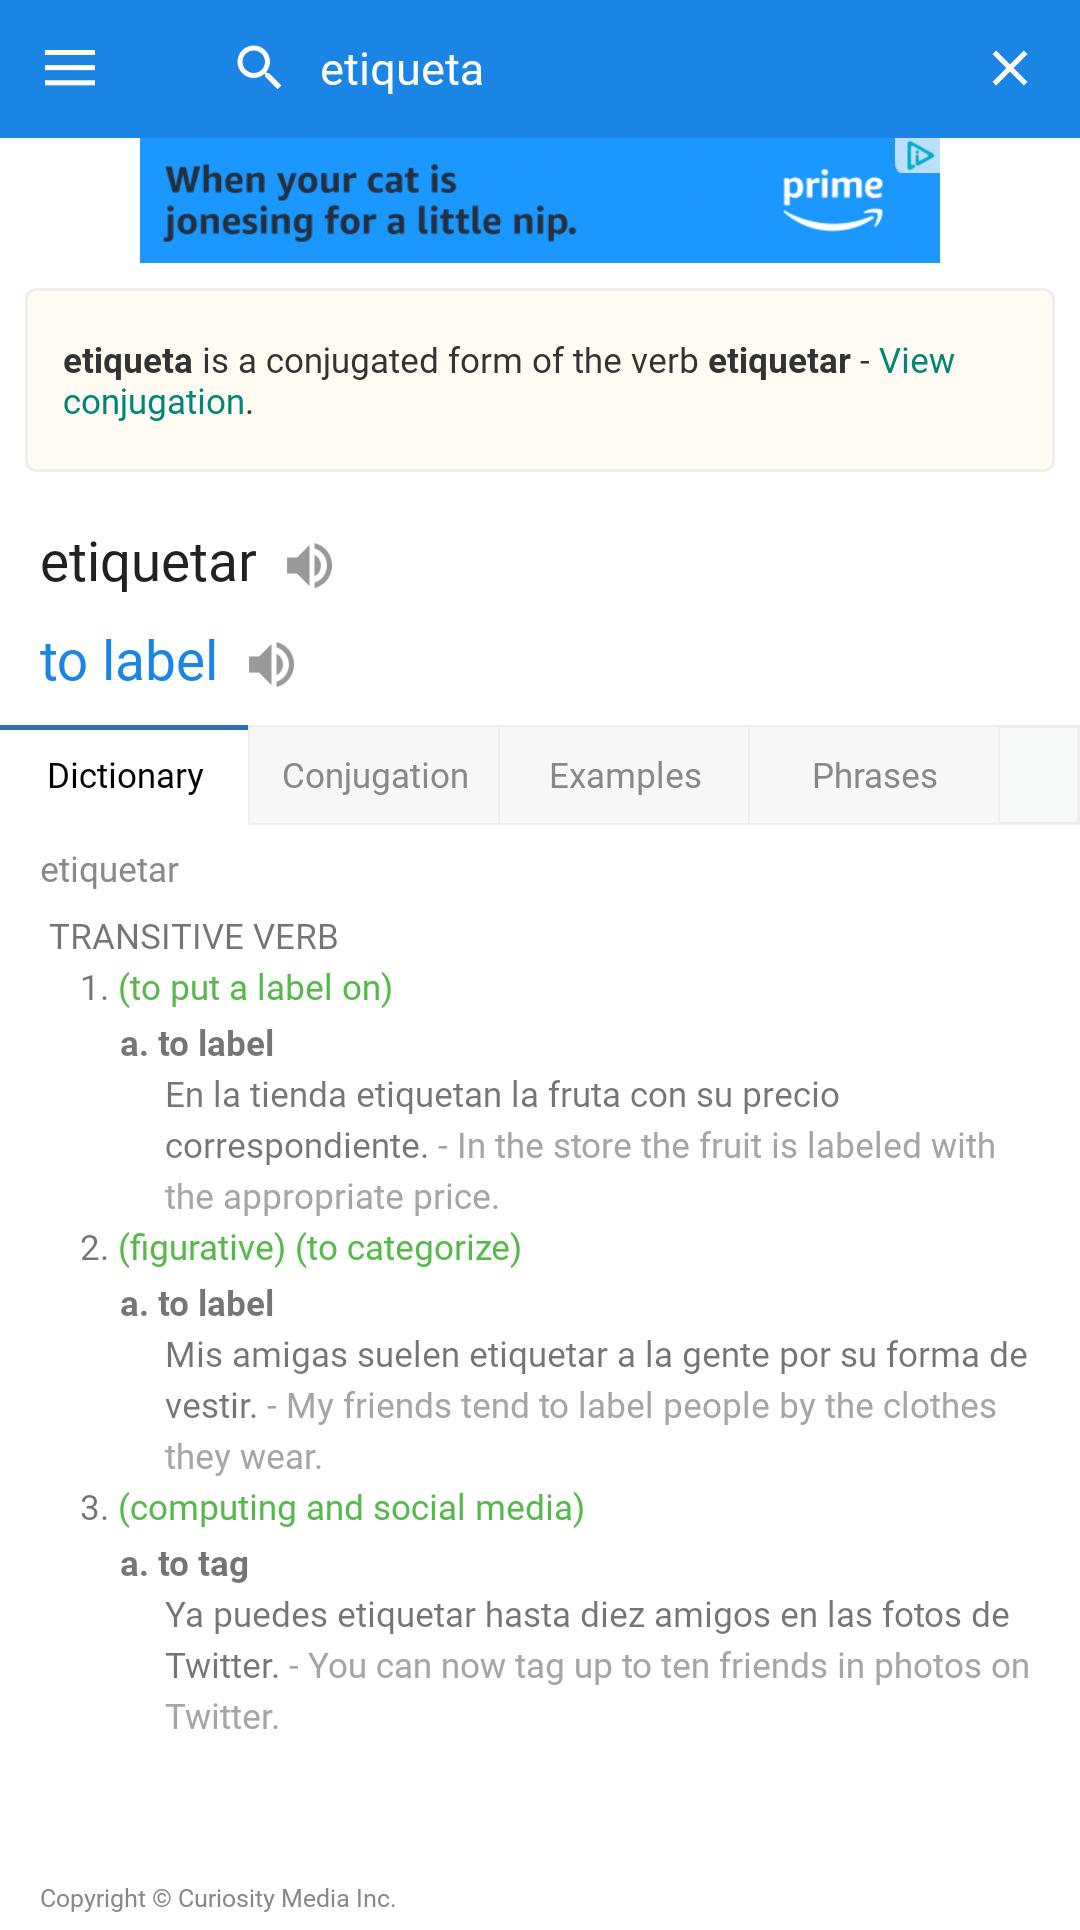 etiqueta
When your cat is
jonesing for a little nip.
prime
etiqueta is a conjugated form of the verb etiquetar - View
conjugation.
etiquetar
to label
Dictionary
Conjugation
Examples
Phrases
etiquetar
TRANSITIVE VERB
1. (to put a label on)
a. to label
En la tienda etiquetan la fruta con su precio
correspondiente. - In the store the fruit is labeled with
the appropriate price.
2. (figurative) (to categorize)
a. to label
Mis amigas suelen etiquetar a la gente por su forma de
vestir. - My friends tend to label people by the clothes
they wear.
3. (computing and social media)
a. to tag
Ya puedes etiquetar hasta diez amigos en las fotos de
Twitter. - You can now tag up to ten friends in photos on
Twitter.
Copyright © Curiosity Media Inc.